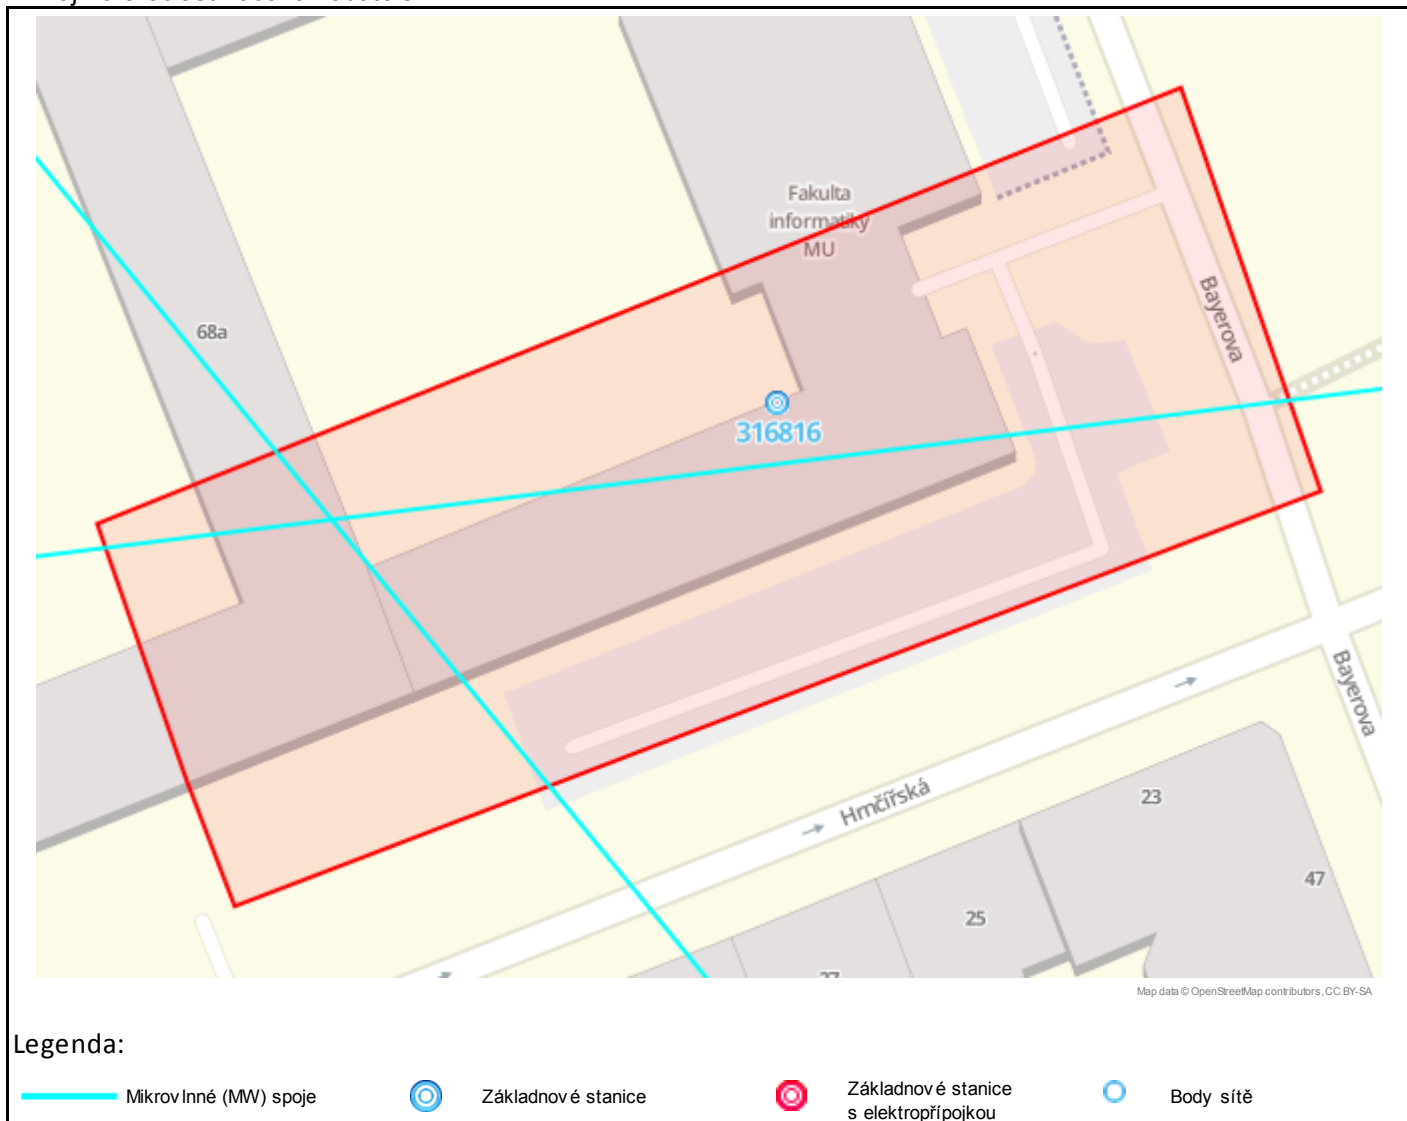 Fakulta
informatiky
MU
68a
316816
Bayerova
Bayerova
Hrnčířská
23
47
25
27
Map data © OpenStreetMap contributors, CC BY-SA
Legenda:
Mikrovlnné (MW) spoje
Základnové stanice
Základnové stanice
s elektropřípojkou
Body sítě